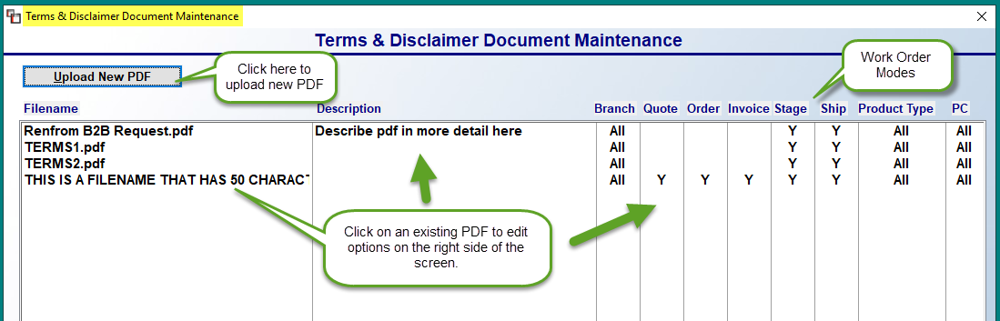 Terms & Disclaimer Document Maintenance
Terms & Disclaimer Document Maintenance
Upload New PDF
Click here to
upload new PDF
Work Order
Modes
Filename Description Branch Quote Order Invoice Stage Ship Product Type PC
Renfrom B2B Request.pdf Describe pdf in more detail here All Y Y All All
TERMS1.pdf All Y Y All All
TERMS2.pdf All Y Y All All
THIS IS A FILENAME THAT HAS 50 CHARACT All Y Y Y Y Y All All
Click on an existing PDF to edit
options on the right side of the
screen.